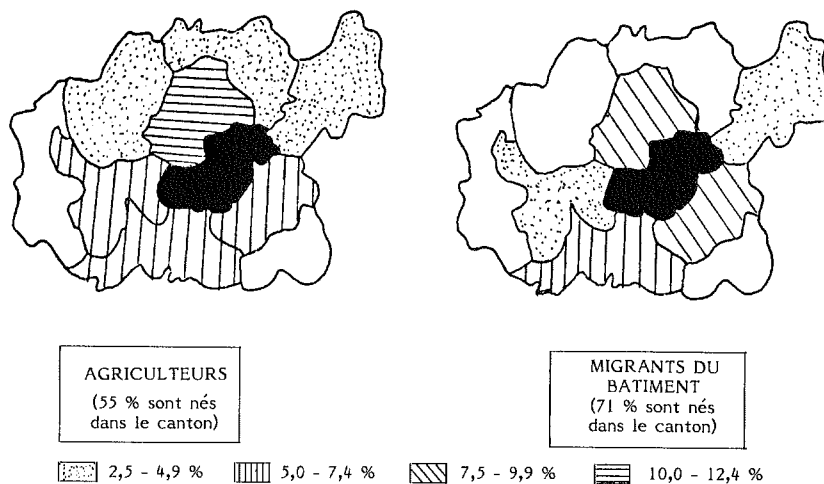 AGRICULTEURS
(55 % sont nés
dans le canton)
MIGRANTS DU
BATIMENT
(71 % sont nés
dans le canton)
2,5 - 4,9 %
5,0 - 7,4 %
7,5 - 9,9 %
10,0 - 12,4 %